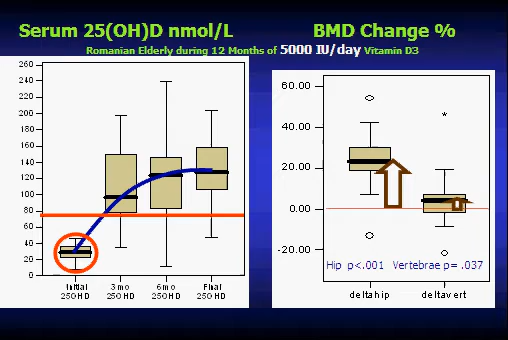 Serum 25(OH)D nmol/L
BMD Change %
Romanian Elderly during 12 Months of 5000 IU/day Vitamin D3
260
240
220
200
180
160
140
120
100
80
60
40
20
0
Initial 3 mo 6 mo Final
25OHD 25OHD 25OHD 25OHD
60.00
40.00
20.00
0.00
-20.00
Hip p<.001 Vertebrae p= .037
deltahip deltavert